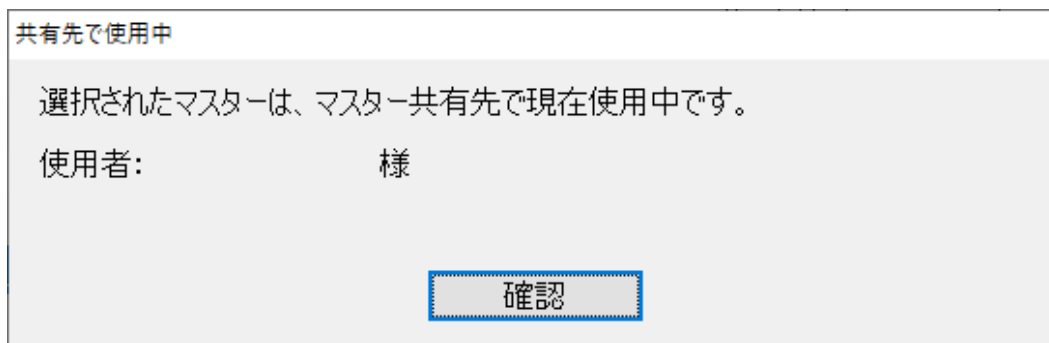 共有先で使用中
選択されたマスターは、マスター共有先で現在使用中です。
使用者:　　　　　　　様
確認